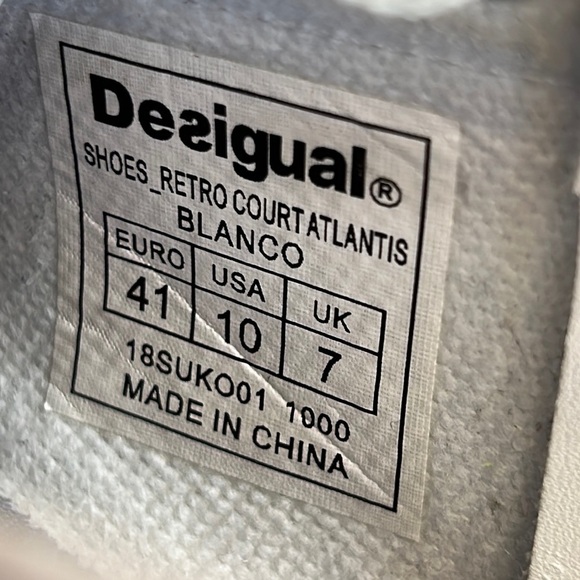 Desigual®
SHOES_RETRO COURT ATLANTIS
BLANCO
EURO USA UK
41 10 7
18SUKO01 1000
MADE IN CHINA